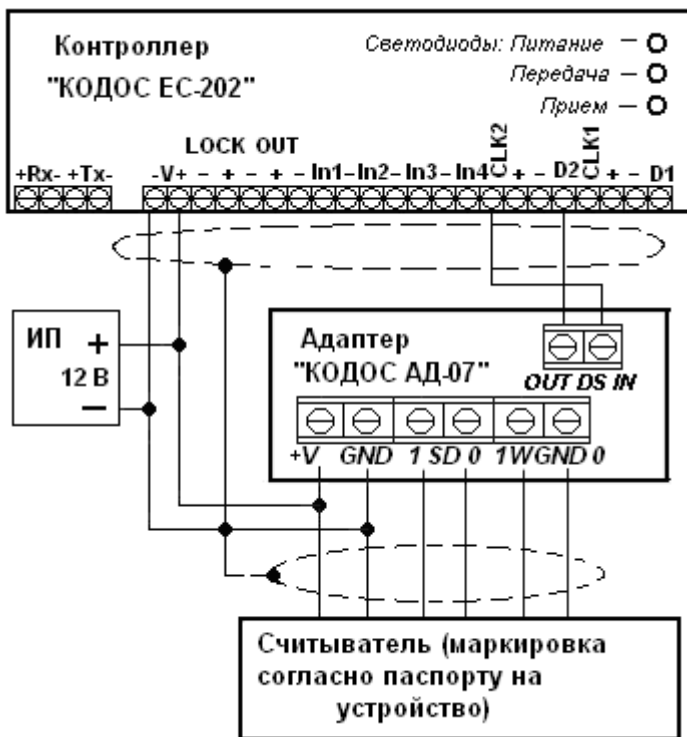 Контроллер
"КОДОС ЕС-202"
Светодиоды: Питание –
Передача –
Прием –
LOCK OUT
CLK2
CLK1
+Rx- +Tx-
-V+ - + - + - In1 - In2 - In3 - In4 + - D2 + - D1
ИП +
12 В
–
Адаптер
"КОДОС АД-07"
OUT DS IN
+V GND 1 SD 0 1WGND 0
Считыватель (маркировка
согласно паспорту на
устройство)